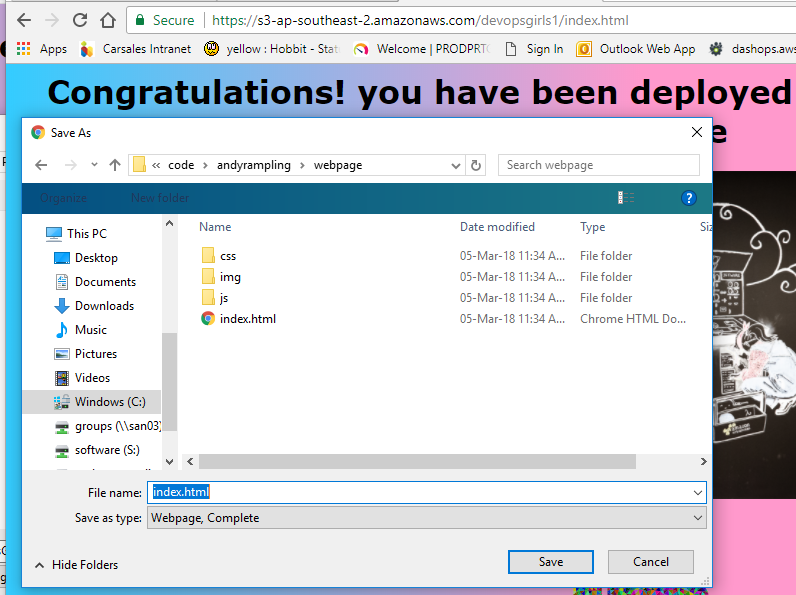 Secure https://s3-ap-southeast-2.amazonaws.com/devopsgirls1/index.html
Apps Carsales Intranet yellow : Hobbit - Stat Welcome | PRODPRTC Sign In Outlook Web App dashops.aws
Congratulations! you have been deployed
e
Save As
« code > andyrampling > webpage
Search webpage
Organize New folder
This PC
Desktop
Documents
Downloads
Music
Pictures
Videos
Windows (C:)
groups (\\san03)
software (S:)
Name Date modified Type Siz
css 05-Mar-18 11:34 A... File folder
img 05-Mar-18 11:34 A... File folder
js 05-Mar-18 11:34 A... File folder
index.html 05-Mar-18 11:34 A... Chrome HTML Do...
File name: index.html
Save as type: Webpage, Complete
Hide Folders
Save Cancel